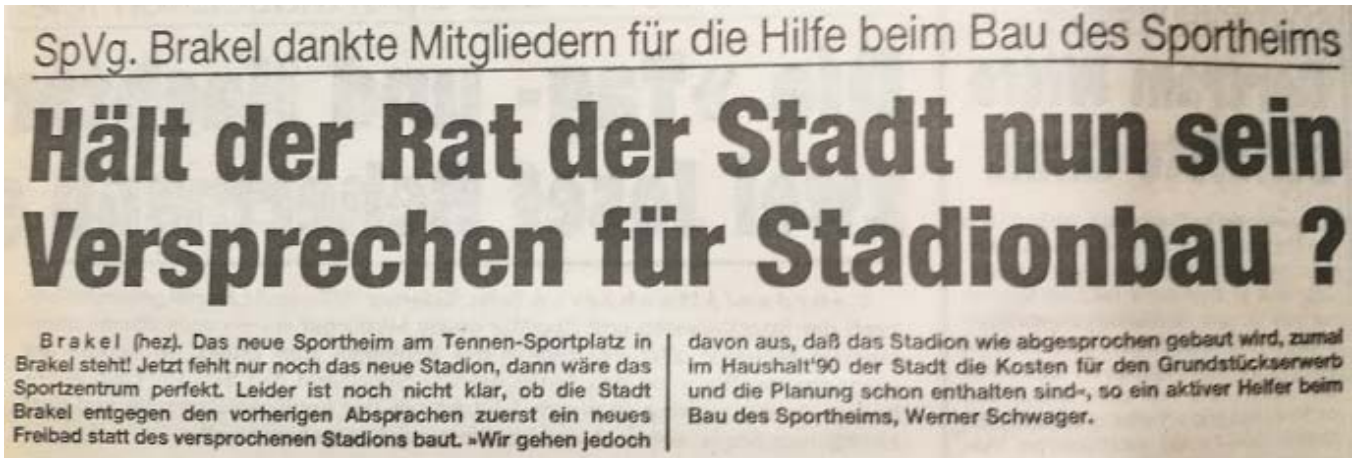 SpVg. Brakel dankte Mitgliedern für die Hilfe beim Bau des Sportheims
Hält der Rat der Stadt nun sein
Versprechen für Stadionbau ?
Brakel (hez). Das neue Sportheim am Tennen-Sportplatz in
Brakel steht! Jetzt fehlt nur noch das neue Stadion, dann wäre das
Sportzentrum perfekt. Leider ist noch nicht klar, ob die Stadt
Brakel entgegen den vorherigen Absprachen zuerst ein neues
Freibad statt des versprochenen Stadions baut. »Wir gehen jedoch
davon aus, daß das Stadion wie abgesprochen gebaut wird, zumal
im Haushalt'90 der Stadt die Kosten für den Grundstückserwerb
und die Planung schon enthalten sind«, so ein aktiver Helfer beim
Bau des Sportheims, Werner Schwager.